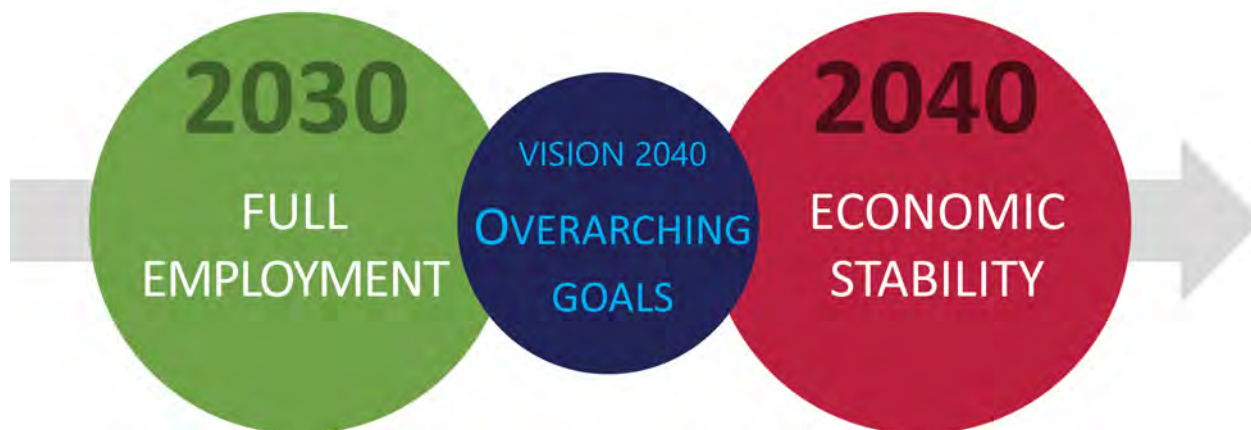 2030
FULL
EMPLOYMENT
VISION 2040
OVERARCHING
GOALS
2040
ECONOMIC
STABILITY